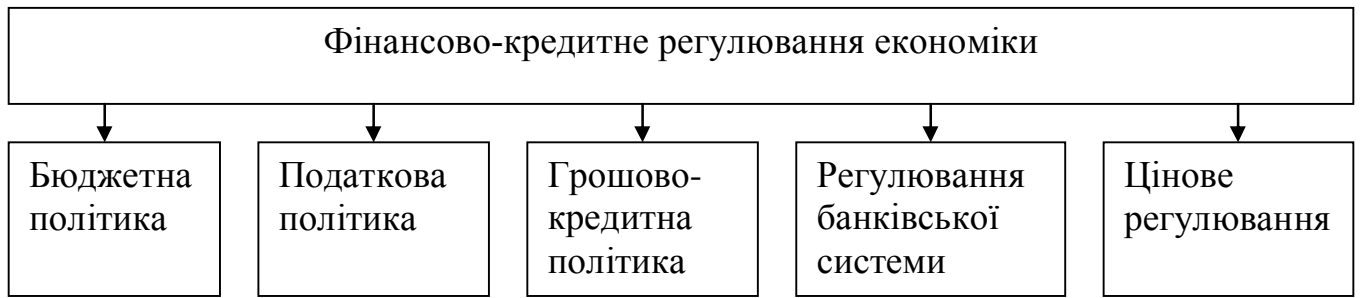 Фінансово-кредитне регулювання економіки
Бюджетна
політика
Податкова
політика
Грошово-
кредитна
політика
Регулювання
банківської
системи
Цінове
регулювання